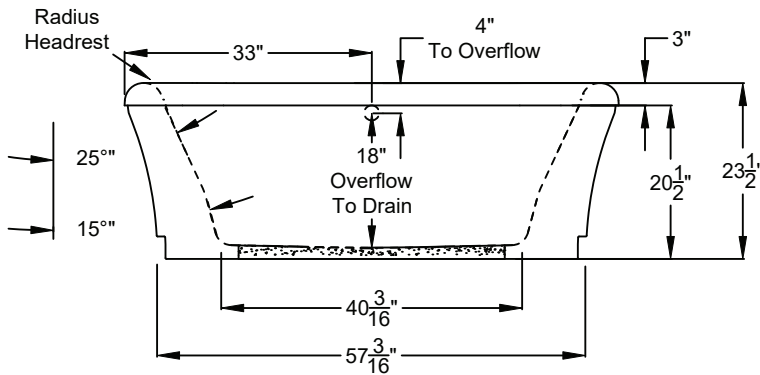 Radius
Headrest
33"
4"
To Overflow
3"
25°"
15°"
18"
Overflow
To Drain
20 1/2"
23 1/2"
40 3/16"
57 3/16"